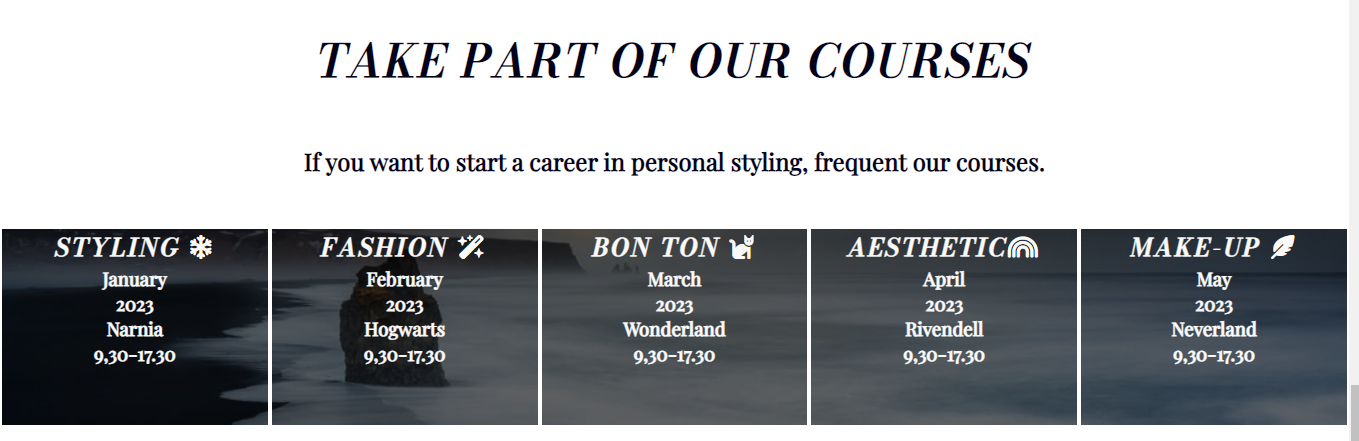 TAKE PART OF OUR COURSES
If you want to start a career in personal styling, frequent our courses.
STYLING
January
2023
Narnia
9,30-17.30
FASHION
February
2023
Hogwarts
9,30-17.30
BON TON
March
2023
Wonderland
9,30-17.30
AESTHETIC
April
2023
Rivendell
9,30-17.30
MAKE-UP
May
2023
Neverland
9,30-17.30